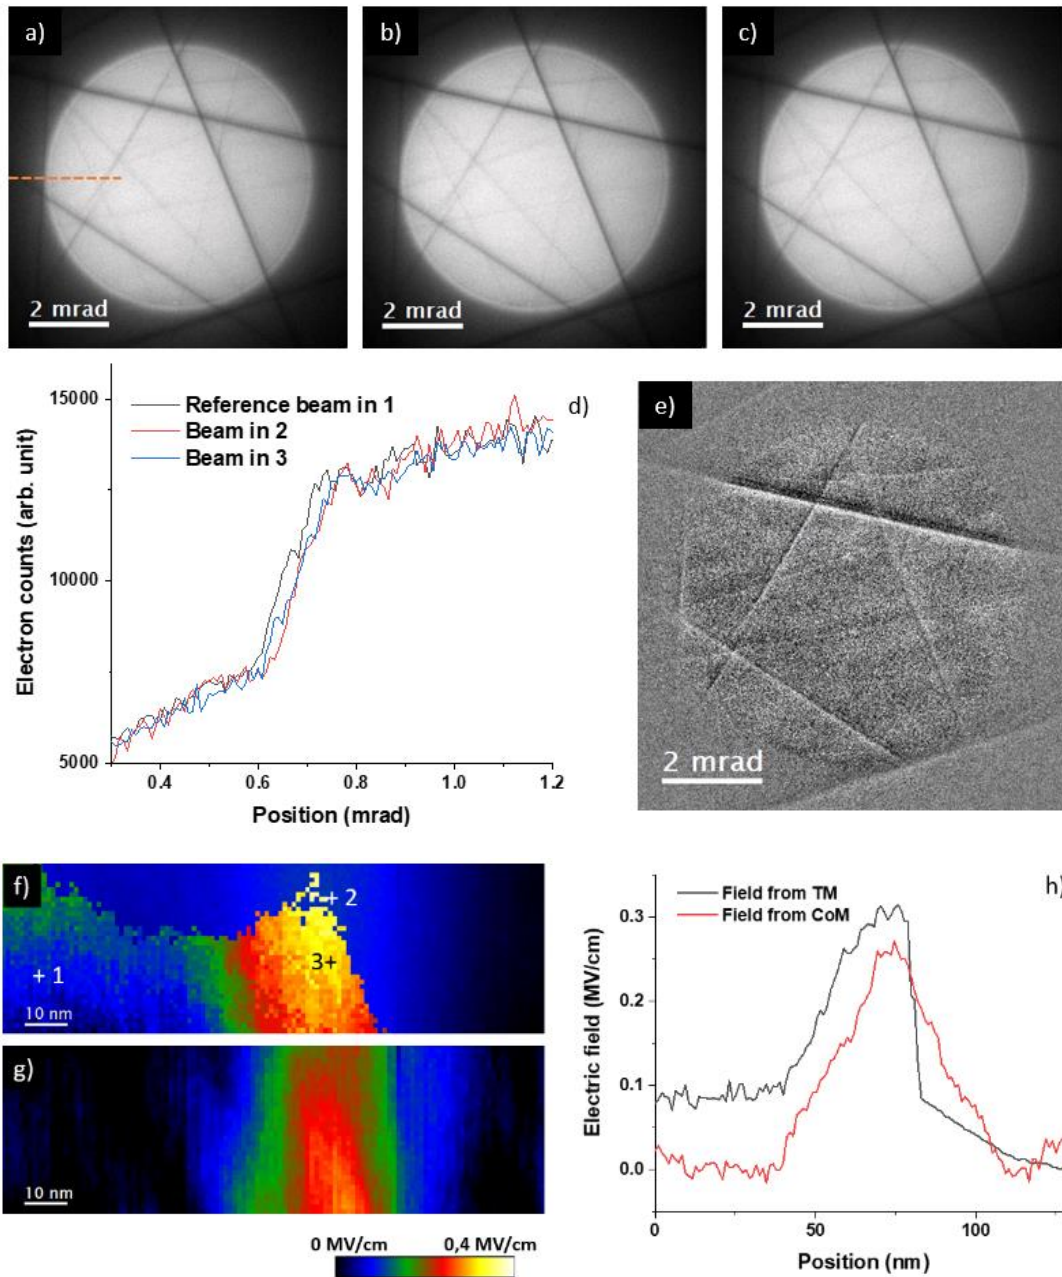 a)
b)
c)
2 mrad
2 mrad
2 mrad
15000
10000
5000
Electron counts (arb. unit)
Reference beam in 1
Beam in 2
Beam in 3
d)
0.4
0.6
0.8
1.0
1.2
Position (mrad)
e)
2 mrad
f)
+ 1
+ 2
3+
10 nm
g)
10 nm
0 MV/cm
0,4 MV/cm
h)
Field from TM
Field from CoM
0.3
0.2
0.1
0.0
Electric field (MV/cm)
0
50
100
Position (nm)